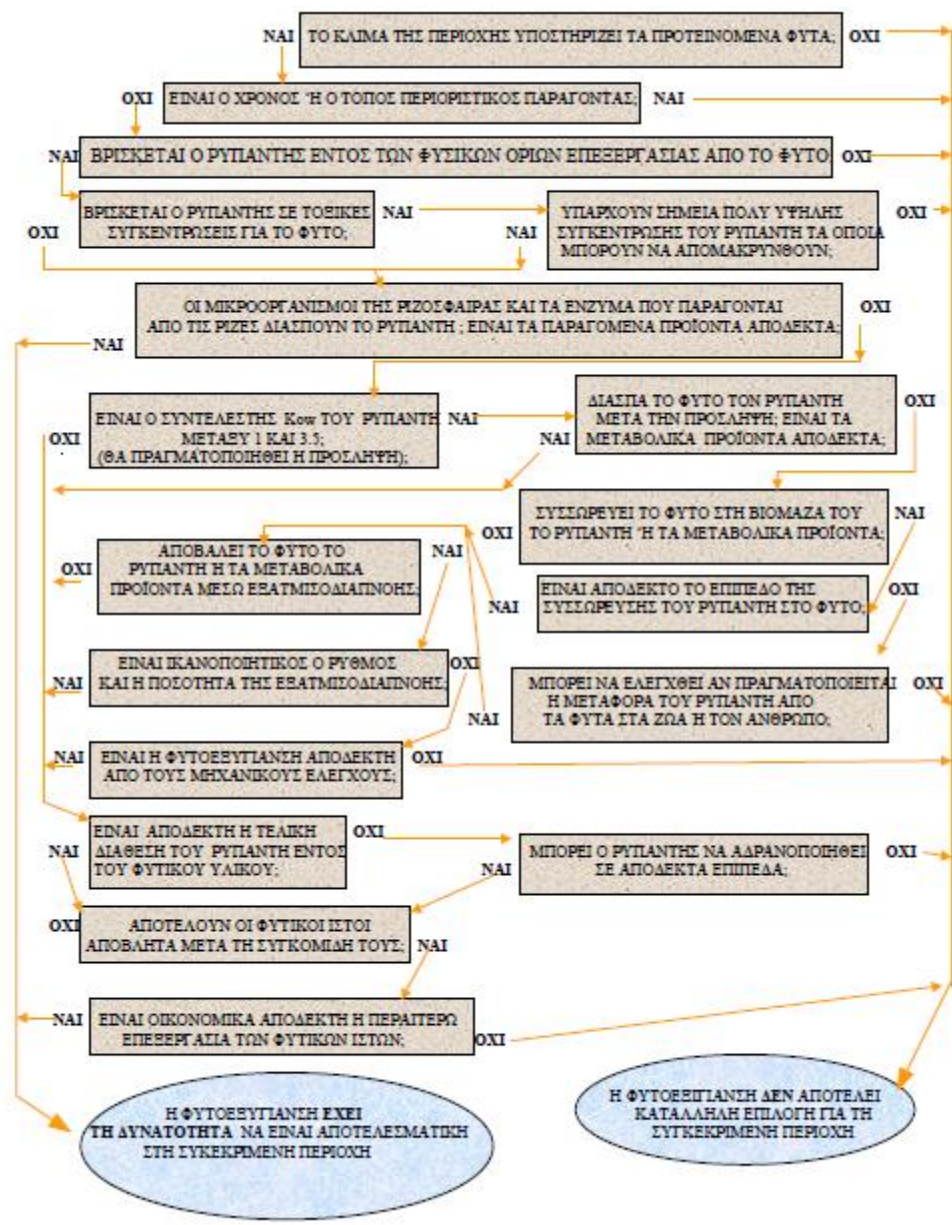 ΝΑΙ ΤΟ ΚΛΙΜΑ ΤΗΣ ΠΕΡΙΟΧΗΣ ΥΠΟΣΤΗΡΙΖΕΙ ΤΑ ΠΡΟΤΕΙΝΟΜΕΝΑ ΦΥΤΑ; ΟΧΙ
ΟΧΙ ΕΙΝΑΙ Ο ΧΡΟΝΟΣ Ή Ο ΤΟΠΟΣ ΠΕΡΙΟΡΙΣΤΙΚΟΣ ΠΑΡΑΓΟΝΤΑΣ; ΝΑΙ
ΝΑΙ ΒΡΙΣΚΕΤΑΙ Ο ΡΥΠΑΝΤΗΣ ΕΝΤΟΣ ΤΩΝ ΦΥΣΙΚΩΝ ΟΡΙΩΝ ΕΠΕΞΕΡΓΑΣΙΑΣ ΑΠΟ ΤΟ ΦΥΤΟ ΟΧΙ
ΒΡΙΣΚΕΤΑΙ Ο ΡΥΠΑΝΤΗΣ ΣΕ ΤΟΞΙΚΕΣ
ΣΥΓΚΕΝΤΡΩΣΕΙΣ ΓΙΑ ΤΟ ΦΥΤΟ;
ΝΑΙ
ΟΧΙ
ΥΠΑΡΧΟΥΝ ΣΗΜΕΙΑ ΠΟΛΥ ΥΨΗΛΗΣ
ΣΥΓΚΕΝΤΡΩΣΗΣ ΤΟΥ ΡΥΠΑΝΤΗ ΤΑ ΟΠΟΙΑ
ΜΠΟΡΟΥΝ ΝΑ ΑΠΟΜΑΚΡΥΝΘΟΥΝ;
ΟΧΙ
ΝΑΙ
ΟΙ ΜΙΚΡΟΟΡΓΑΝΙΣΜΟΙ ΤΗΣ ΡΙΖΟΣΦΑΙΡΑΣ ΚΑΙ ΤΑ ΕΝΖΥΜΑ ΠΟΥ ΠΑΡΑΓΟΝΤΑΙ
ΑΠΟ ΤΙΣ ΡΙΖΕΣ ΔΙΑΣΠΟΥΝ ΤΟ ΡΥΠΑΝΤΗ ; ΕΙΝΑΙ ΤΑ ΠΑΡΑΓΟΜΕΝΑ ΠΡΟΪΟΝΤΑ ΑΠΟΔΕΚΤΑ;
ΟΧΙ
ΝΑΙ
ΕΙΝΑΙ Ο ΣΥΝΤΕΛΕΣΤΗΣ Kow ΤΟΥ ΡΥΠΑΝΤΗ
ΜΕΤΑΞΥ 1 ΚΑΙ 3.5;
(ΘΑ ΠΡΑΓΜΑΤΟΠΟΙΗΘΕΙ Η ΠΡΟΣΛΗΨΗ);
ΝΑΙ
ΟΧΙ
ΔΙΑΣΠΑ ΤΟ ΦΥΤΟ ΤΟΝ ΡΥΠΑΝΤΗ
ΜΕΤΑ ΤΗΝ ΠΡΟΣΛΗΨΗ; ΕΙΝΑΙ ΤΑ
ΜΕΤΑΒΟΛΙΚΑ ΠΡΟΪΟΝΤΑ ΑΠΟΔΕΚΤΑ;
ΟΧΙ
ΝΑΙ
ΣΥΣΣΩΡΕΥΕΙ ΤΟ ΦΥΤΟ ΣΤΗ ΒΙΟΜΑΖΑ ΤΟΥ
ΤΟ ΡΥΠΑΝΤΗ Ή ΤΑ ΜΕΤΑΒΟΛΙΚΑ ΠΡΟΪΟΝΤΑ;
ΝΑΙ
ΟΧΙ
ΑΠΟΒΑΛΕΙ ΤΟ ΦΥΤΟ ΤΟ
ΡΥΠΑΝΤΗ Η ΤΑ ΜΕΤΑΒΟΛΙΚΑ
ΠΡΟΪΟΝΤΑ ΜΕΣΩ ΕΞΑΤΜΙΣΟΔΙΑΠΝΟΗΣ;
ΟΧΙ
ΝΑΙ
ΕΙΝΑΙ ΑΠΟΔΕΚΤΟ ΤΟ ΕΠΙΠΕΔΟ ΤΗΣ
ΣΥΣΣΩΡΕΥΣΗΣ ΤΟΥ ΡΥΠΑΝΤΗ ΣΤΟ ΦΥΤΟ;
ΟΧΙ
ΝΑΙ
ΕΙΝΑΙ ΙΚΑΝΟΠΟΙΗΤΙΚΟΣ Ο ΡΥΘΜΟΣ
ΚΑΙ Η ΠΟΣΟΤΗΤΑ ΤΗΣ ΕΞΑΤΜΙΣΟΔΙΑΠΝΟΗΣ;
ΟΧΙ
ΝΑΙ
ΜΠΟΡΕΙ ΝΑ ΕΛΕΓΧΘΕΙ ΑΝ ΠΡΑΓΜΑΤΟΠΟΙΕΙΤΑΙ
Η ΜΕΤΑΦΟΡΑ ΤΟΥ ΡΥΠΑΝΤΗ ΑΠΟ
ΤΑ ΦΥΤΑ ΣΤΑ ΖΩΑ Ή ΤΟΝ ΑΝΘΡΩΠΟ;
ΟΧΙ
ΝΑΙ
ΝΑΙ
ΕΙΝΑΙ Η ΦΥΤΟΕΞΥΓΙΑΝΣΗ ΑΠΟΔΕΚΤΗ
ΑΠΟ ΤΟΥΣ ΜΗΧΑΝΙΚΟΥΣ ΕΛΕΓΧΟΥΣ;
ΟΧΙ
ΕΙΝΑΙ ΑΠΟΔΕΚΤΗ Η ΤΕΛΙΚΗ
ΔΙΑΘΕΣΗ ΤΟΥ ΡΥΠΑΝΤΗ ΕΝΤΟΣ
ΤΟΥ ΦΥΤΙΚΟΥ ΥΛΙΚΟΥ;
ΟΧΙ
ΝΑΙ
ΜΠΟΡΕΙ Ο ΡΥΠΑΝΤΗΣ ΝΑ ΑΔΡΑΝΟΠΟΙΗΘΕΙ
ΣΕ ΑΠΟΔΕΚΤΑ ΕΠΙΠΕΔΑ;
ΟΧΙ
ΝΑΙ
ΟΧΙ
ΑΠΟΤΕΛΟΥΝ ΟΙ ΦΥΤΙΚΟΙ ΙΣΤΟΙ
ΑΠΟΒΛΗΤΑ ΜΕΤΑ ΤΗ ΣΥΓΚΟΜΙΔΗ ΤΟΥΣ;
ΝΑΙ
ΝΑΙ
ΕΙΝΑΙ ΟΙΚΟΝΟΜΙΚΑ ΑΠΟΔΕΚΤΗ Η ΠΕΡΑΙΤΕΡΩ
ΕΠΕΞΕΡΓΑΣΙΑ ΤΩΝ ΦΥΤΙΚΩΝ ΙΣΤΩΝ;
ΟΧΙ
Η ΦΥΤΟΕΞΥΓΙΑΝΣΗ ΕΧΕΙ
ΤΗ ΔΥΝΑΤΟΤΗΤΑ ΝΑ ΕΙΝΑΙ ΑΠΟΤΕΛΕΣΜΑΤΙΚΗ
ΣΤΗ ΣΥΚΕΚΡΙΜΕΝΗ ΠΕΡΙΟΧΗ
Η ΦΥΤΟΕΞΙΓΙΑΝΣΗ ΔΕΝ ΑΠΟΤΕΛΕΙ
ΚΑΤΑΛΛΗΛΗ ΕΠΙΛΟΓΗ ΓΙΑ ΤΗ
ΣΥΓΚΕΚΡΙΜΕΝΗ ΠΕΡΙΟΧΗ